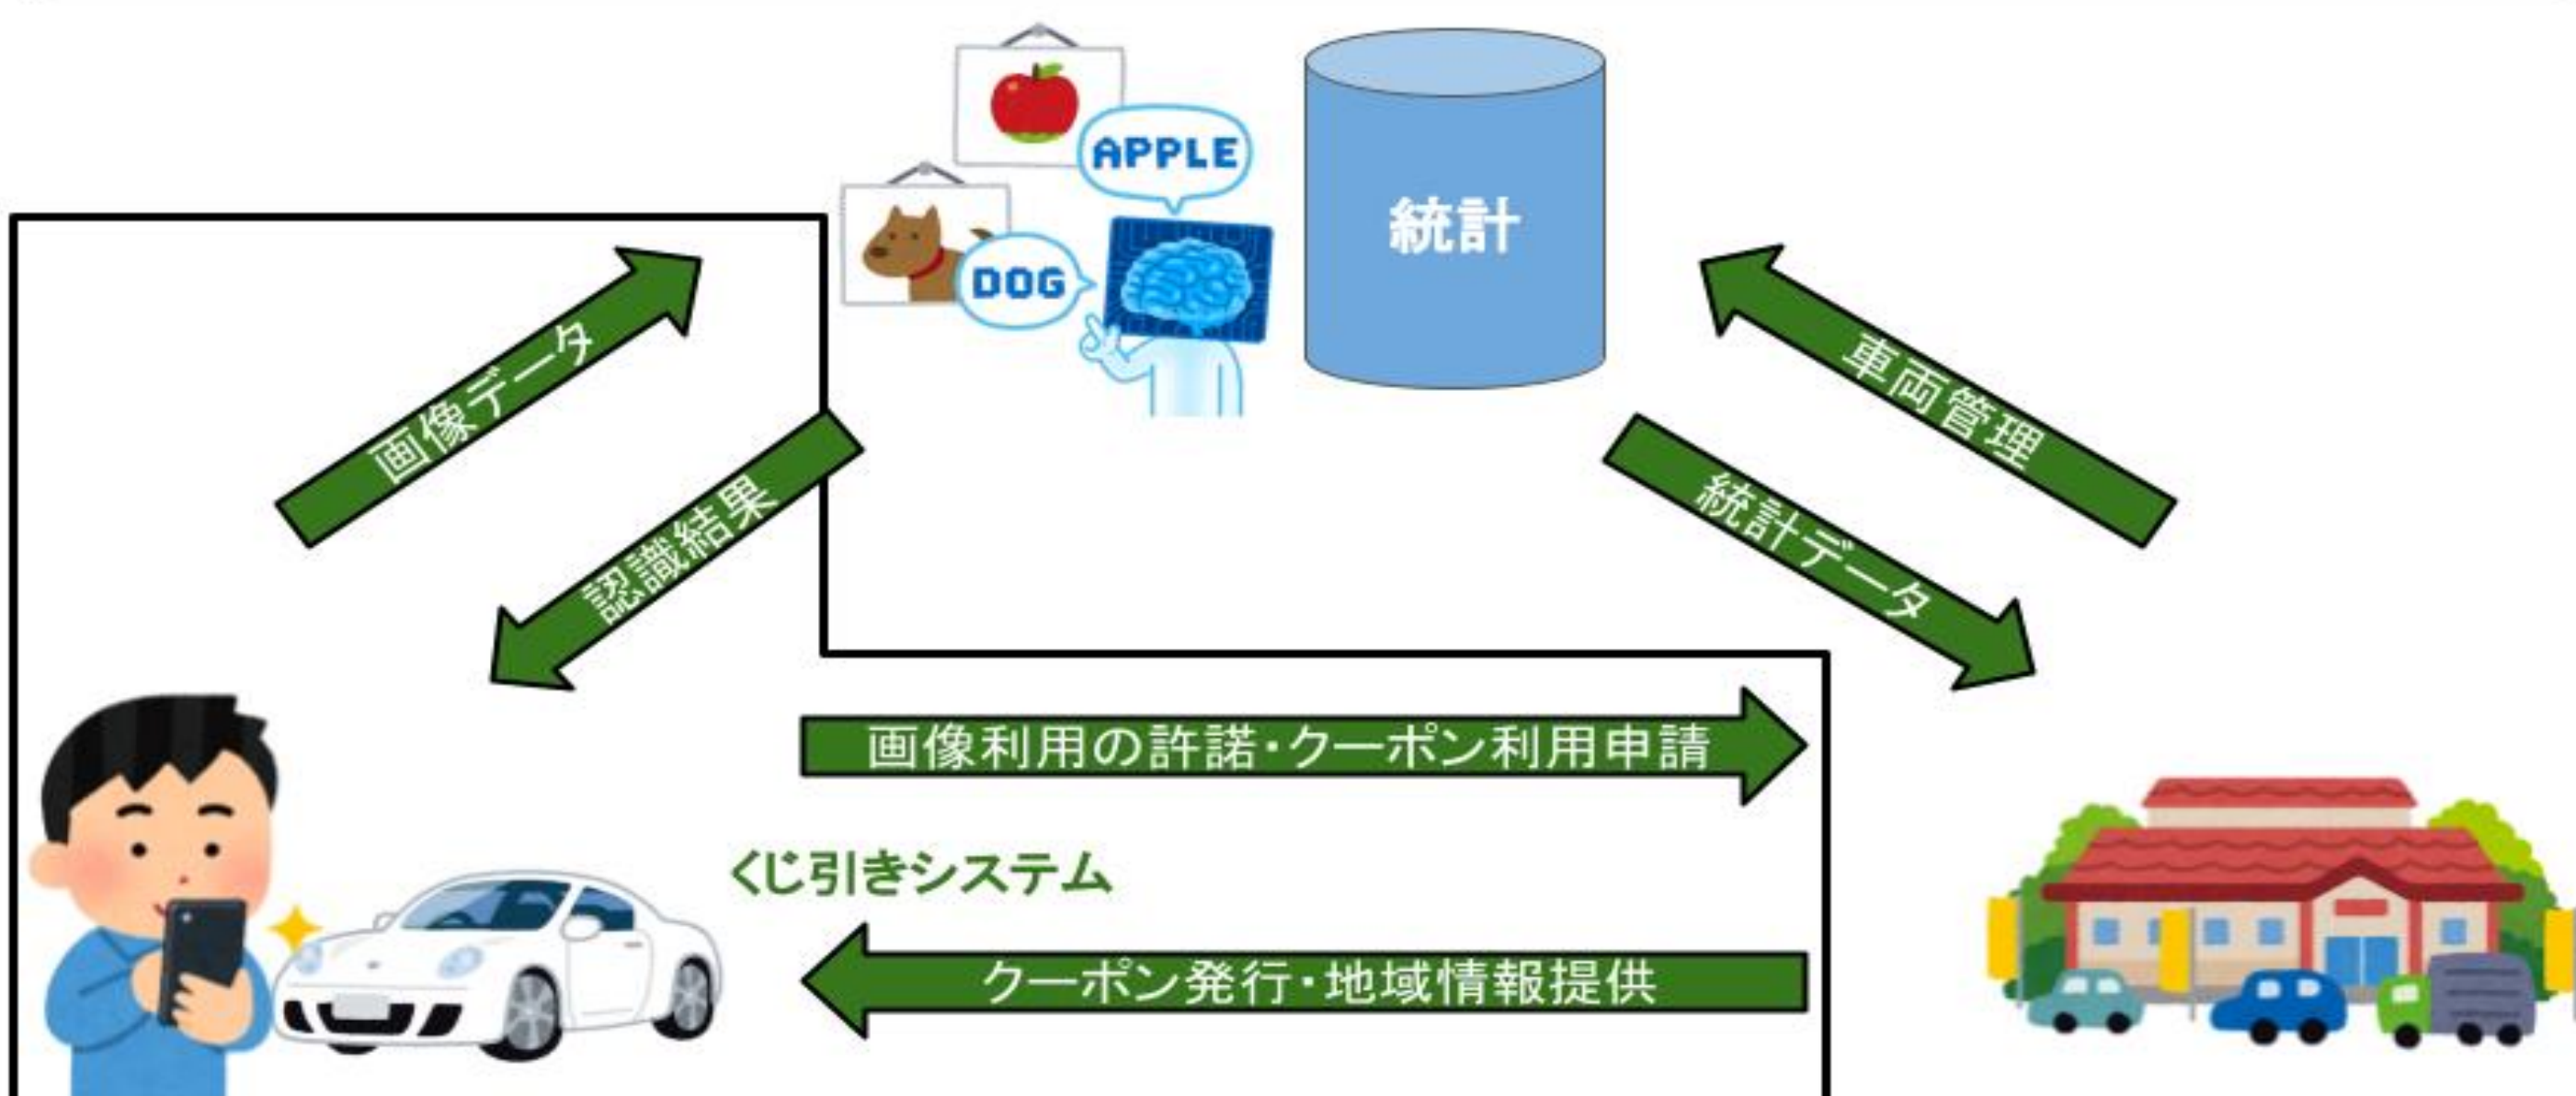 APPLE
DOG
統計
画像データ
認識結果
車両管理
統計データ
画像利用の許諾・クーポン利用申請
くじ引きシステム
クーポン発行・地域情報提供